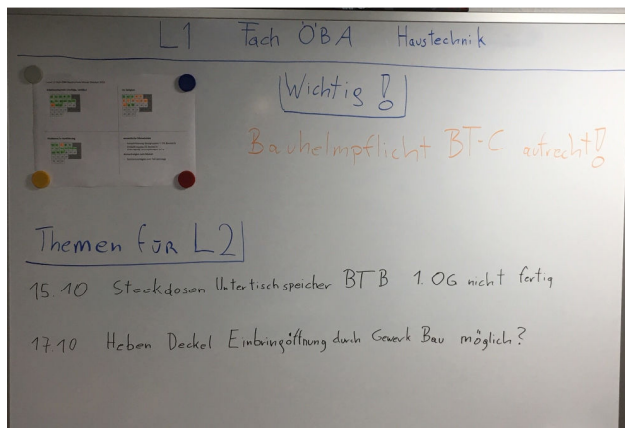 L1 Fach ÖBA Haustechnik
Wichtig!
Bauhelmpflicht BT-C aufrecht!
Themen für L2
15.10 Steckdosen Untertischspeicher BTB 1.OG nicht fertig
17.10 Heben Deckel Einbringöffnung durch Gewerk Bau möglich?